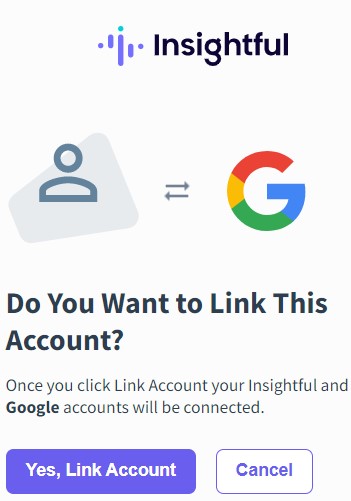 Insightful
Do You Want to Link This
Account?
Once you click Link Account your Insightful and
Google accounts will be connected.
Yes, Link Account
Cancel